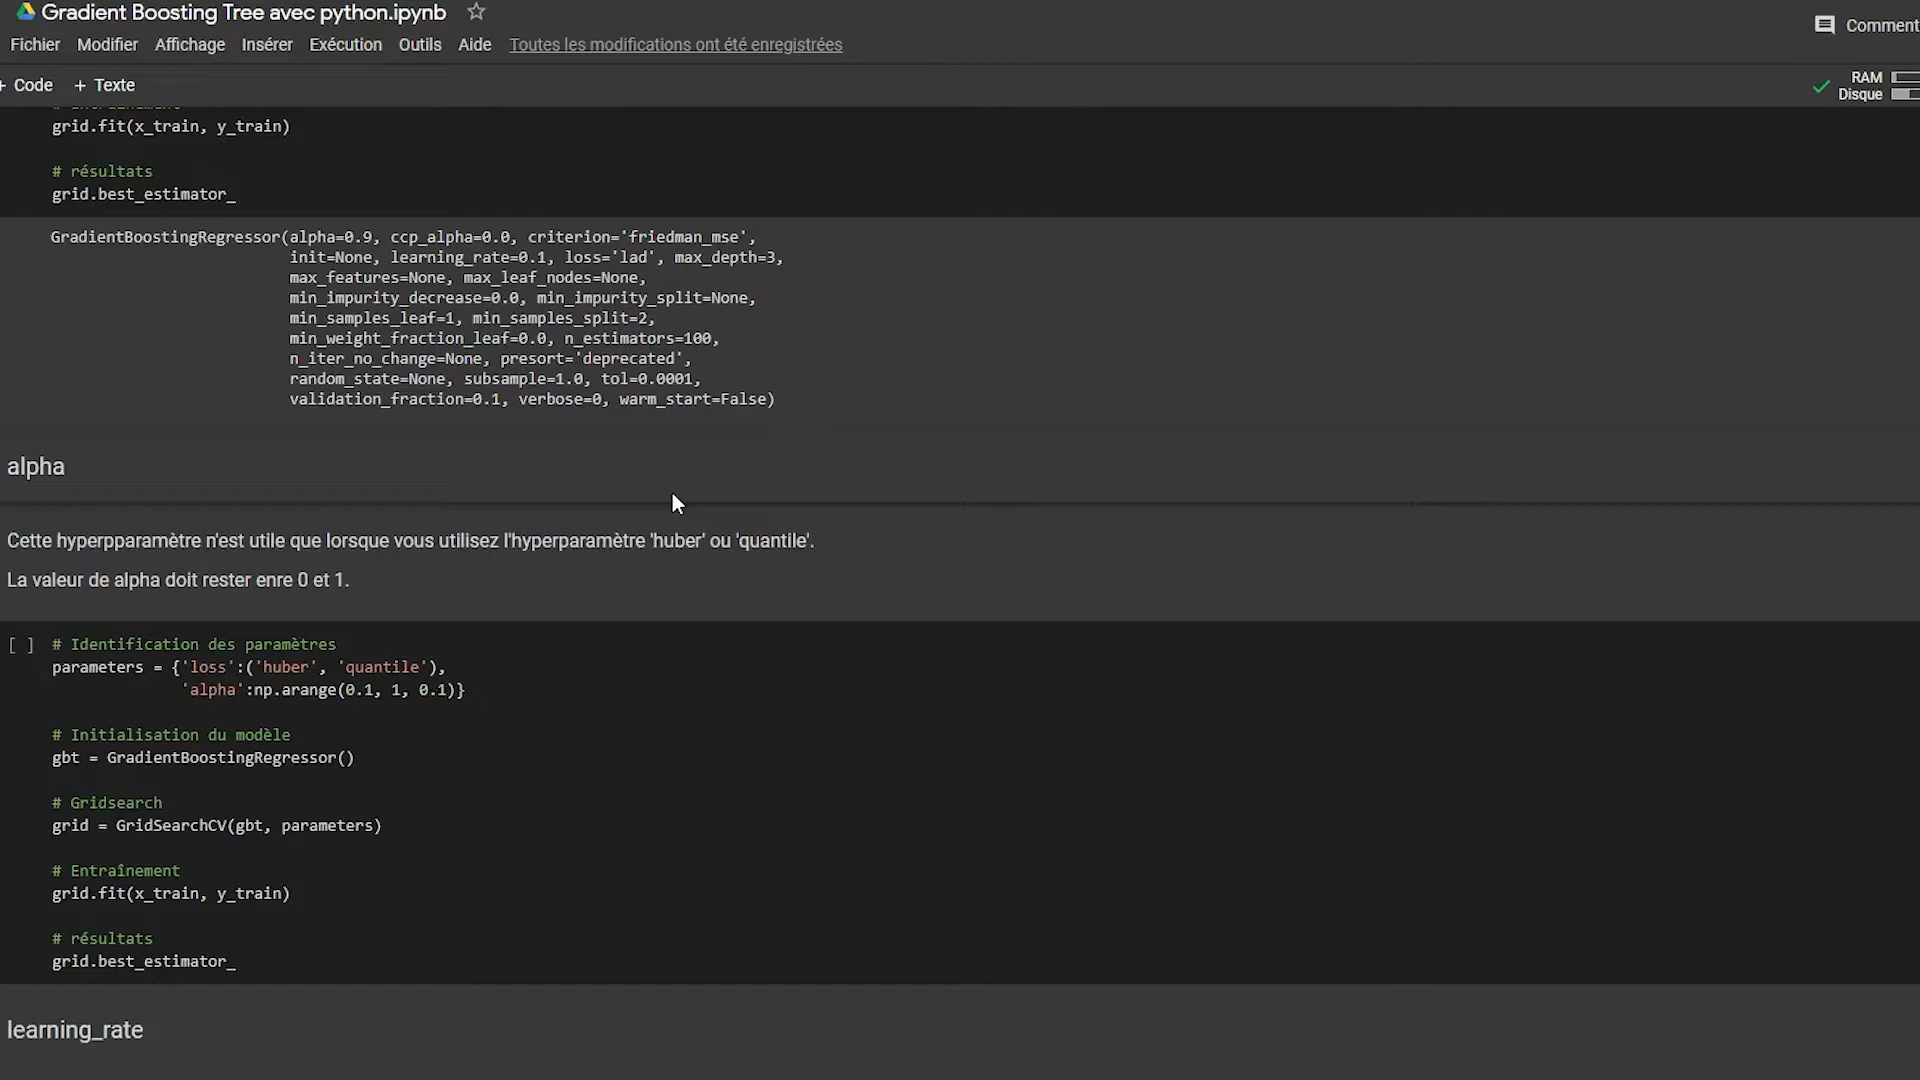 Gradient Boosting Tree avec python.ipynb
Fichier Modifier Affichage Insérer Exécution Outils Aide Toutes les modifications ont été enregistrées
Comment
+ Code + Texte
RAM
Disque
grid.fit(x_train, y_train)
# résultats
grid.best_estimator_
GradientBoostingRegressor(alpha=0.9, ccp_alpha=0.0, criterion='friedman_mse',
init=None, learning_rate=0.1, loss='lad', max_depth=3,
max_features=None, max_leaf_nodes=None,
min_impurity_decrease=0.0, min_impurity_split=None,
min_samples_leaf=1, min_samples_split=2,
min_weight_fraction_leaf=0.0, n_estimators=100,
n_iter_no_change=None, presort='deprecated',
random_state=None, subsample=1.0, tol=0.0001,
validation_fraction=0.1, verbose=0, warm_start=False)
alpha
Cette hyperpparamètre n'est utile que lorsque vous utilisez l'hyperparamètre 'huber' ou 'quantile'.
La valeur de alpha doit rester enre 0 et 1.
[ ] # Identification des paramètres
parameters = {'loss':('huber', 'quantile'),
'alpha':np.arange(0.1, 1, 0.1)}
# Initialisation du modèle
gbt = GradientBoostingRegressor()
# Gridsearch
grid = GridSearchCV(gbt, parameters)
# Entraînement
grid.fit(x_train, y_train)
# résultats
grid.best_estimator_
learning_rate